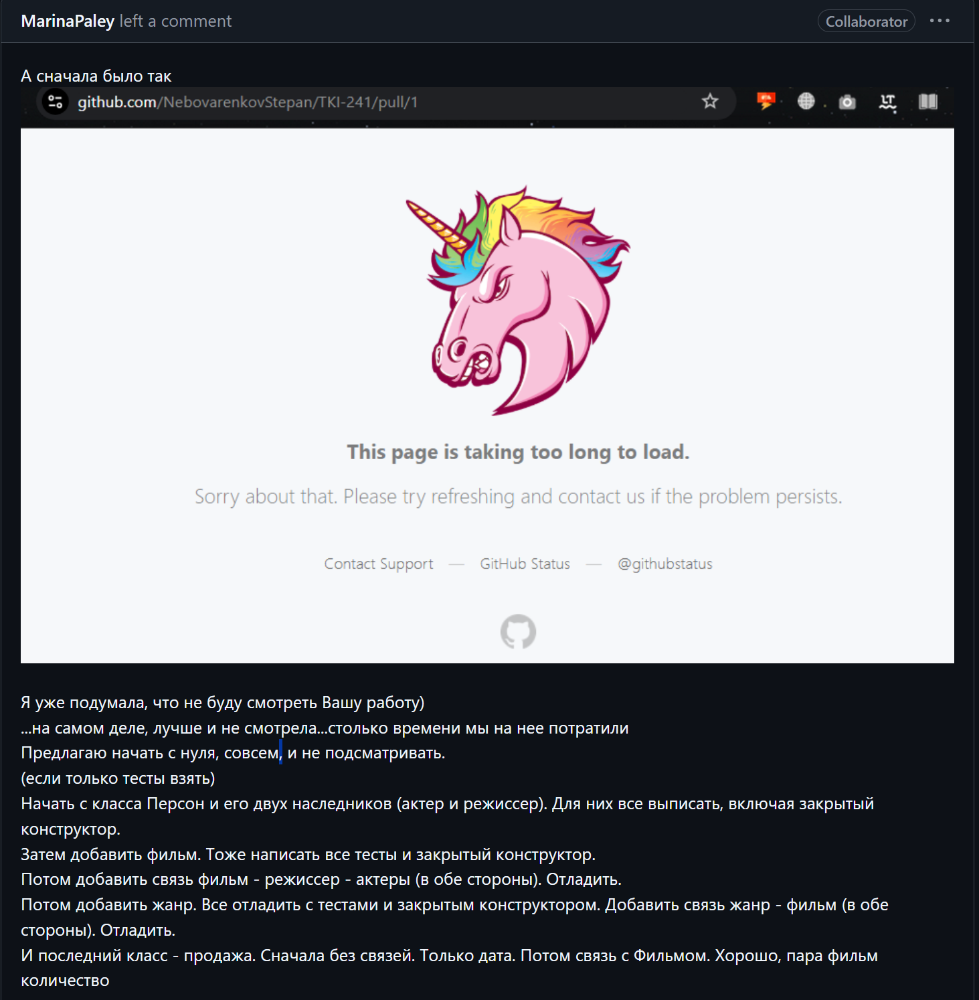 MarinaPaley left a comment
Collaborator
А сначала было так
github.com/NebovarenkovStepan/TKI-241/pull/1
LT
This page is taking too long to load.
Sorry about that. Please try refreshing and contact us if the problem persists.
Contact Support — GitHub Status — @githubstatus
Я уже подумала, что не буду смотреть Вашу работу)
...на самом деле, лучше и не смотрела...столько времени мы на нее потратили
Предлагаю начать с нуля, совсем, и не подсматривать.
(если только тесты взять)
Начать с класса Персон и его двух наследников (актер и режиссер). Для них все выписать, включая закрытый
конструктор.
Затем добавить фильм. Тоже написать все тесты и закрытый конструктор.
Потом добавить связь фильм - режиссер - актеры (в обе стороны). Отладить.
Потом добавить жанр. Все отладить с тестами и закрытым конструктором. Добавить связь жанр - фильм (в обе
стороны). Отладить.
И последний класс - продажа. Сначала без связей. Только дата. Потом связь с Фильмом. Хорошо, пара фильм
количество